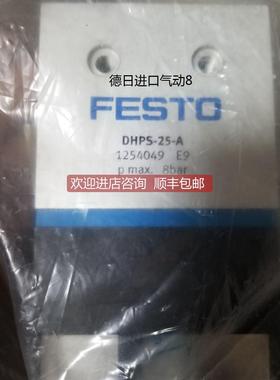 德日进口气动8
FESTO
DHPS-25-A
1254049 E9
p max. 8bar
欢迎进店咨询 顺丰包邮